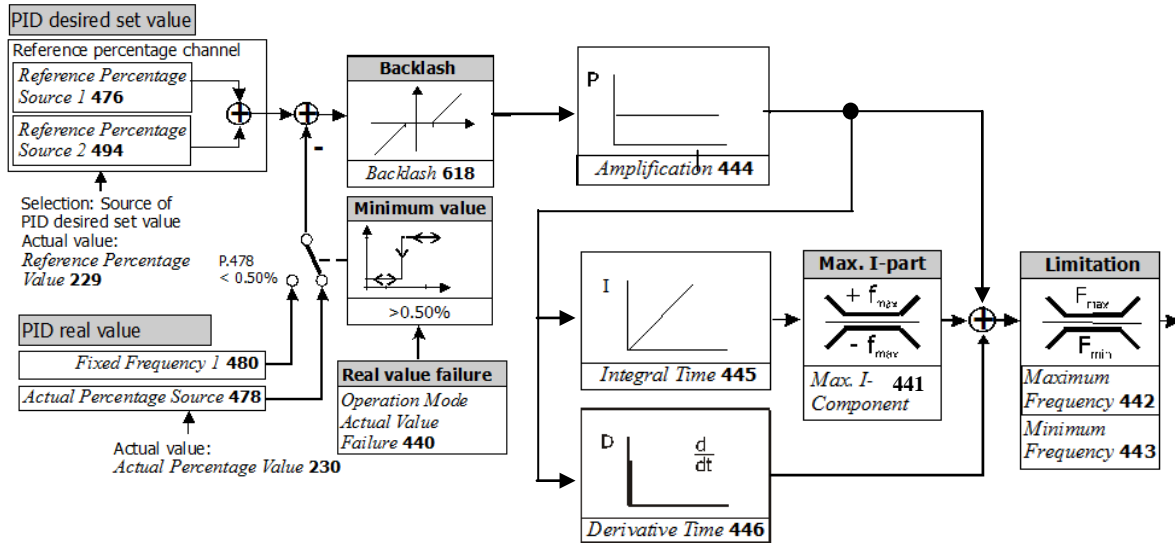 PID desired set value
Reference percentage channel
Reference Percentage
Source 1 476
Reference Percentage
Source 2 494
Selection: Source of
PID desired set value
Actual value:
Reference Percentage
Value 229
-
P.478
< 0.50%
PID real value
Fixed Frequency 1 480
Actual Percentage Source 478
Actual value:
Actual Percentage Value 230
Backlash
Backlash 618
Minimum value
>0.50%
Real value failure
Operation Mode
Actual Value
Failure 440
P
Amplification 444
I
Integral Time 445
D
d
dt
Derivative Time 446
Max. I-part
+ fmax
- fmax
Max. I- 441
Component
Limitation
Fmax
Fmin
Maximum
Frequency 442
Minimum
Frequency 443